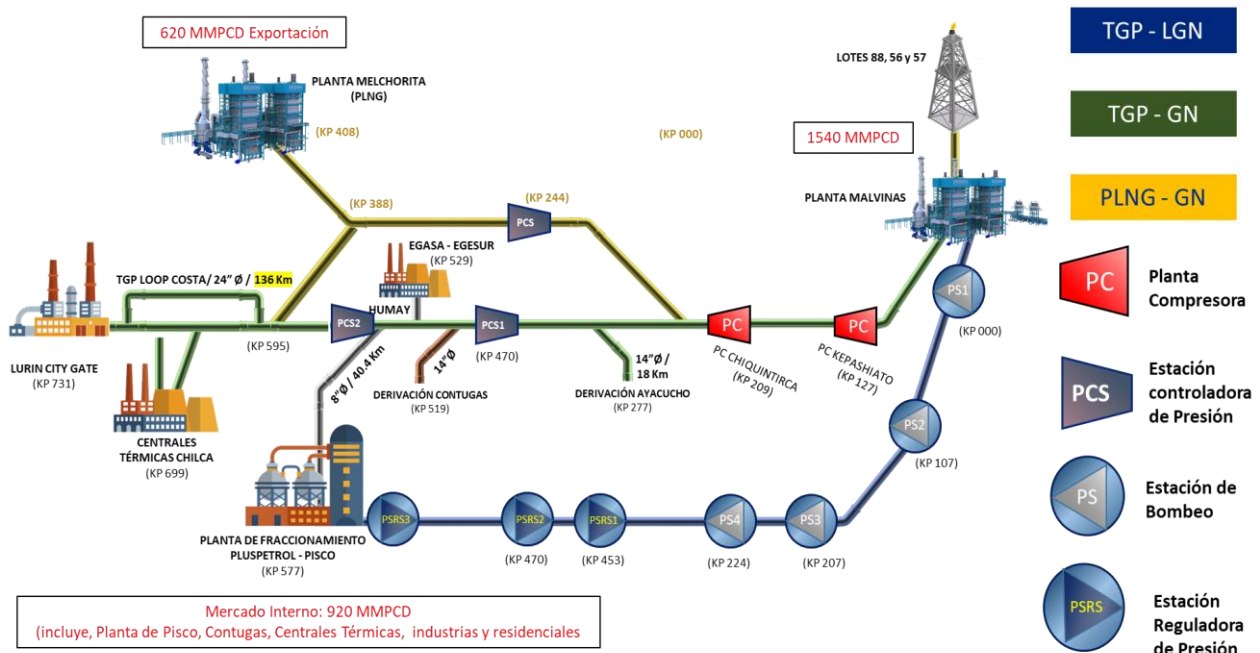 620 MMPCD Exportación
PLANTA MELCHORITA
(PLNG)
(KP 408)
(KP 000)
LOTES 88, 56 y 57
1540 MMPCD
PLANTA MALVINAS
(KP 388)
(KP 244)
PCS
EGASA - EGESUR
(KP 529)
TGP LOOP COSTA/ 24” Ø / 136 Km
HUMAY
PCS2
PCS1
PC
PC
PS1
(KP 000)
LURIN CITY GATE
(KP 731)
(KP 595)
(KP 470)
8”Ø / 40.4 Km
14”Ø
14”Ø /
18 Km
PC CHIQUINTIRCA
(KP 209)
PC KEPASHIATO
(KP 127)
DERIVACIÓN CONTUGAS
(KP 519)
DERIVACIÓN AYACUCHO
(KP 277)
CENTRALES
TÉRMICAS CHILCA
(KP 699)
PS2
(KP 107)
PSRS3
PSRS2
PSRS1
PS4
PS3
(KP 470)
(KP 453)
(KP 224)
(KP 207)
PLANTA DE FRACCIONAMIENTO
PLUSPETROL - PISCO
(KP 577)
Mercado Interno: 920 MMPCD
(incluye, Planta de Pisco, Contugas, Centrales Térmicas, industrias y residenciales
TGP - LGN
TGP - GN
PLNG - GN
PC
Planta
Compresora
PCS
Estación
controladora
de Presión
PS
Estación de
Bombeo
PSRS
Estación
Reguladora
de Presión